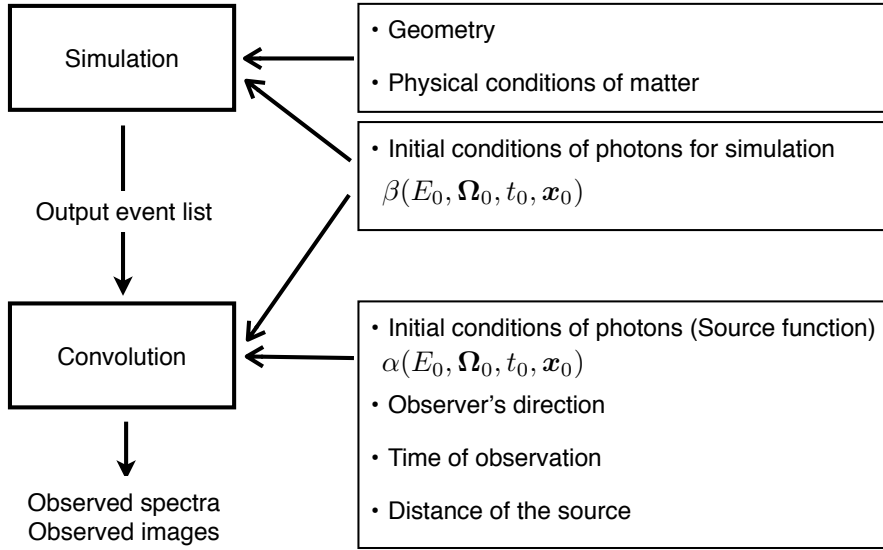 Simulation
Output event list
Convolution
Observed spectra
Observed images
・Geometry
・Physical conditions of matter
・Initial conditions of photons for simulation
β(E₀, Ω₀, t₀, x₀)
・Initial conditions of photons (Source function)
α(E₀, Ω₀, t₀, x₀)
・Observer's direction
・Time of observation
・Distance of the source